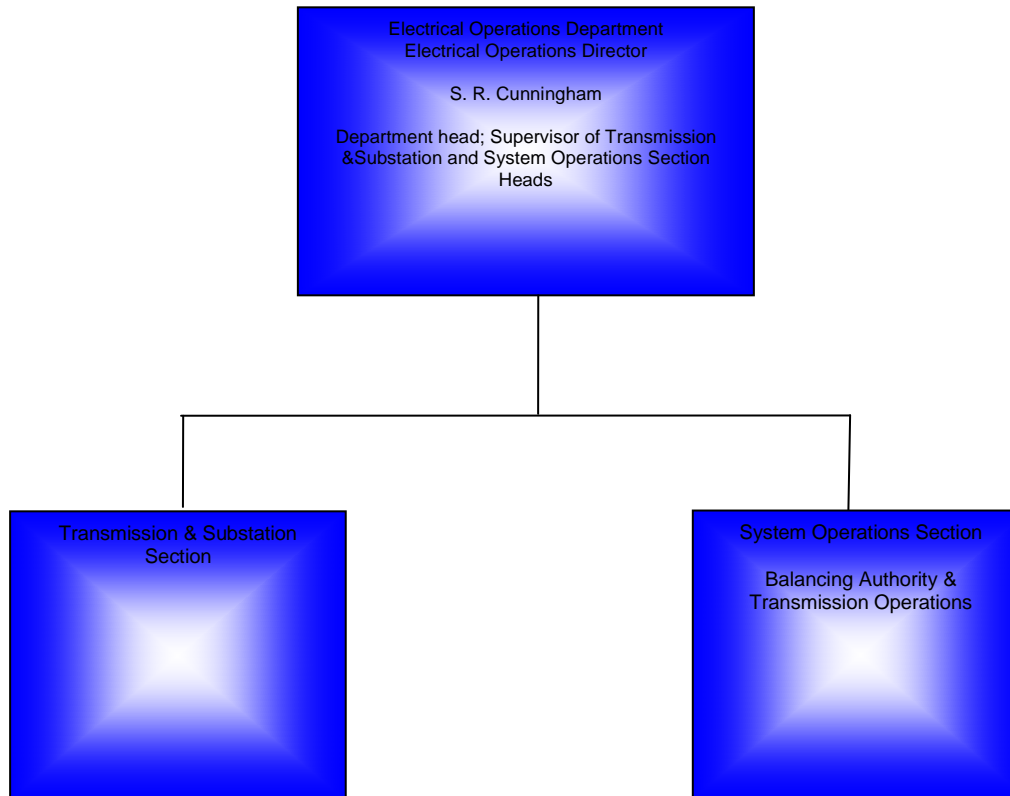 Electrical Operations Department
Electrical Operations Director
S. R. Cunningham
Department head; Supervisor of Transmission
&Substation and System Operations Section
Heads
Transmission & Substation
Section
System Operations Section
Balancing Authority &
Transmission Operations